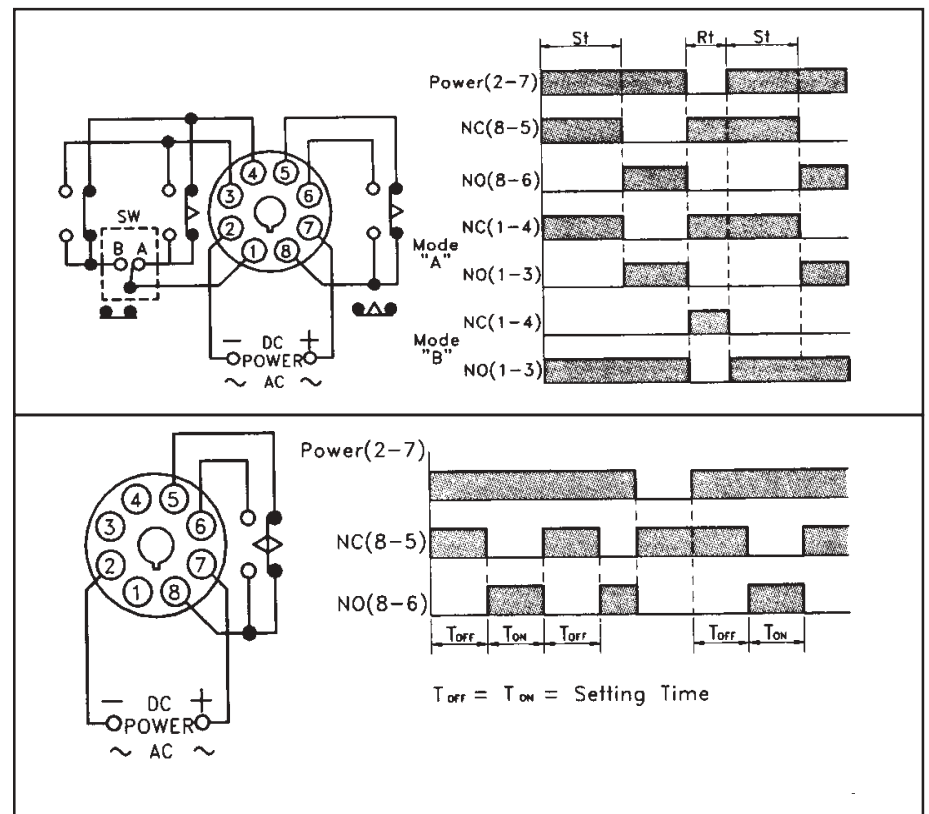 St Rt St
Power(2-7)
NC(8-5)
NO(8-6)
NC(1-4)
Mode "A"
NO(1-3)
NC(1-4)
Mode "B"
NO(1-3)
4 5
3 6
2 7
1 8
SW
B A
− DC +
POWER
~ AC ~
Power(2-7)
NC(8-5)
NO(8-6)
TOFF TON TOFF TOFF TON
TOFF = TON = Setting Time
4 5
3 6
2 7
1 8
− DC +
POWER
~ AC ~